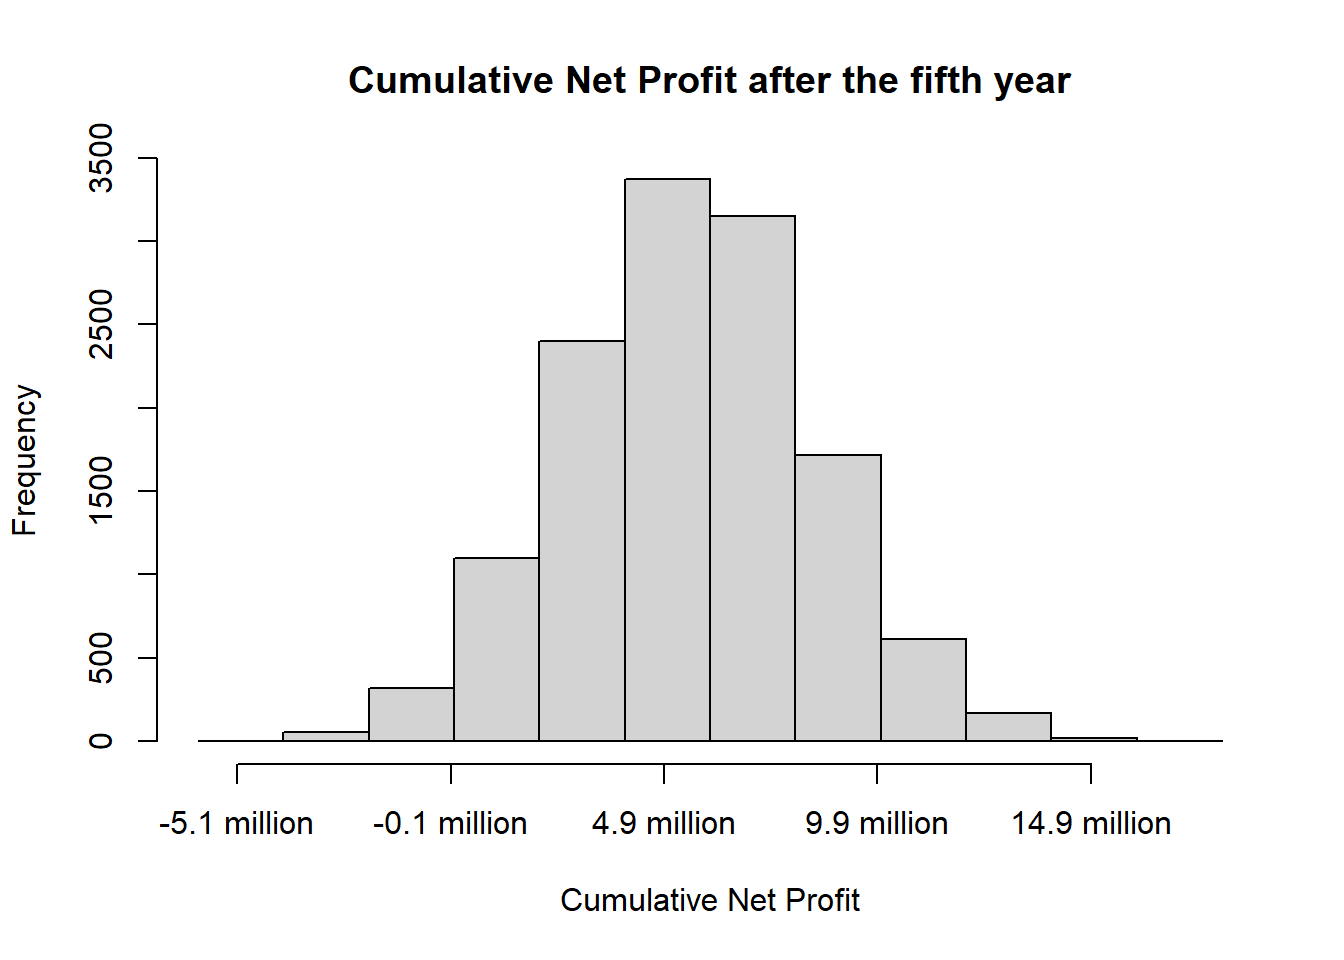 Cumulative Net Profit after the fifth year
3500
2500
1500
500
0
Frequency
-5.1 million
-0.1 million
4.9 million
9.9 million
14.9 million
Cumulative Net Profit